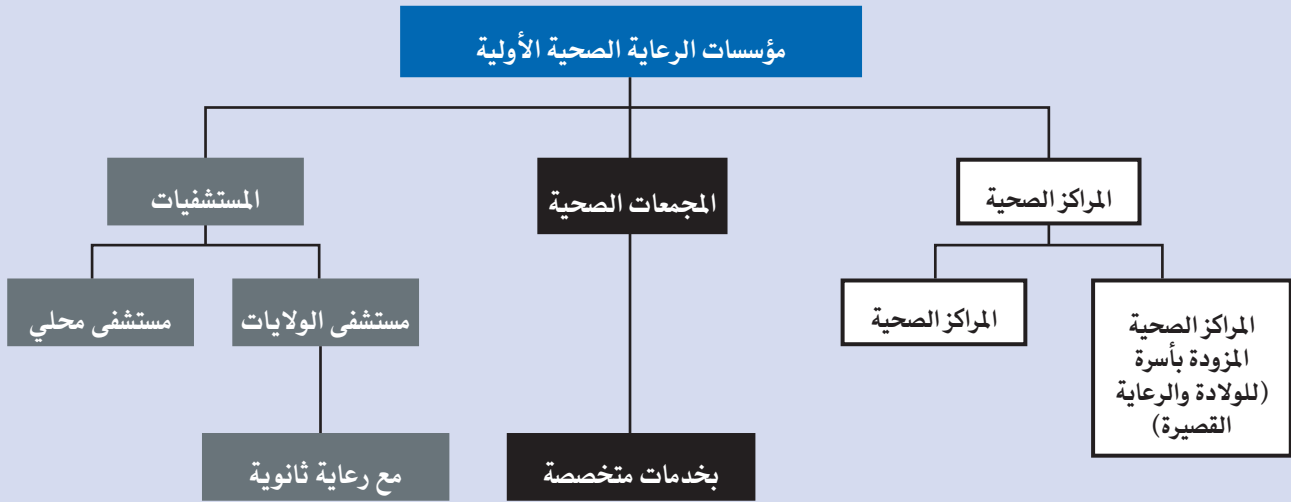 مؤسسات الرعاية الصحية الأولية
المراكز الصحية
المجمعات الصحية
المستشفيات
المراكز الصحية
المزودة بأسرة
(للولادة والرعاية
القصيرة)
المراكز الصحية
مستشفى الولايات
مستشفى محلي
بخدمات متخصصة
مع رعاية ثانوية